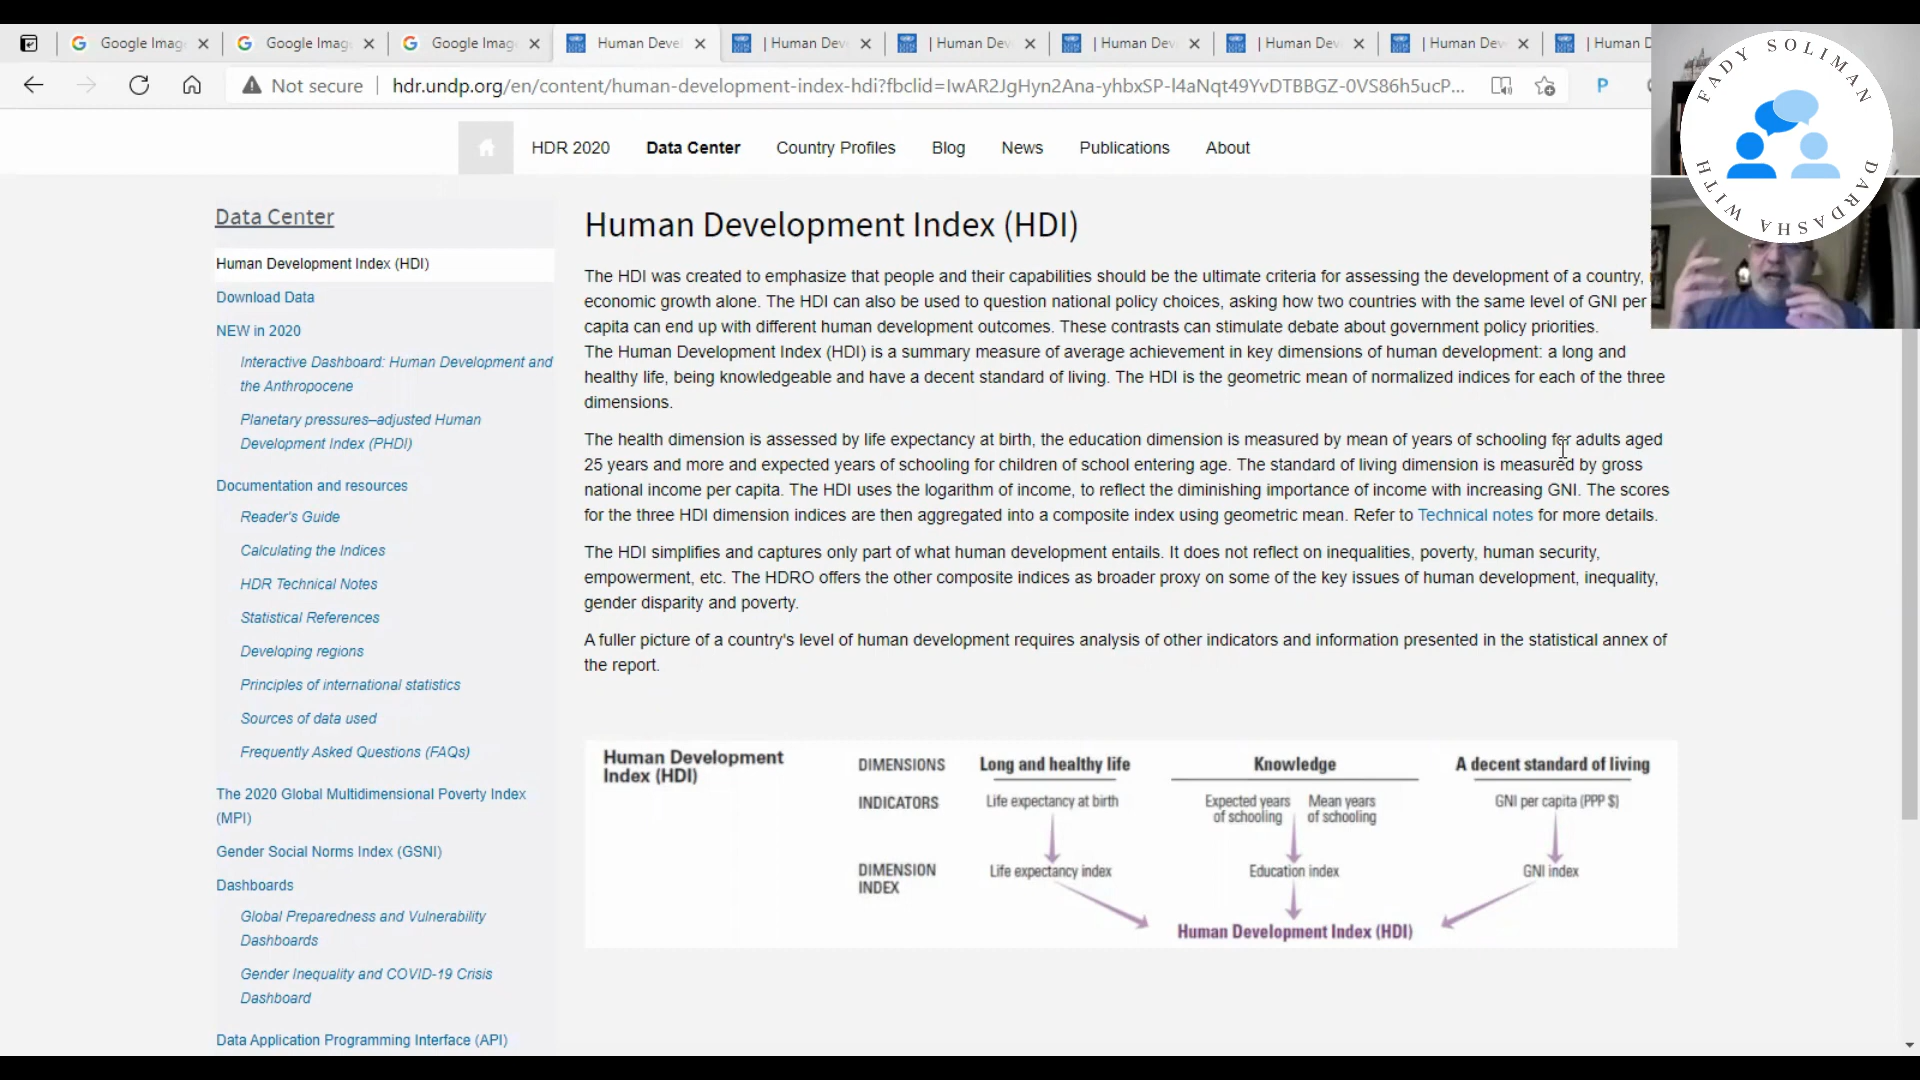 Google Imag
Google Imag
Google Imag
Human Deve
| Human Dev
| Human Dev
| Human Dev
| Human Dev
| Human Dev
| Human D
Not secure
hdr.undp.org/en/content/human-development-index-hdi?fbclid=IwAR2JgHyn2Ana-yhbxSP-l4aNqt49YvDTBBGZ-0VS86h5ucP...
FADY SOLIMAN
DARDASHA WITH
HDR 2020
Data Center
Country Profiles
Blog
News
Publications
About
Data Center
Human Development Index (HDI)
Download Data
NEW in 2020
Interactive Dashboard: Human Development and
the Anthropocene
Planetary pressures–adjusted Human
Development Index (PHDI)
Documentation and resources
Reader's Guide
Calculating the Indices
HDR Technical Notes
Statistical References
Developing regions
Principles of international statistics
Sources of data used
Frequently Asked Questions (FAQs)
The 2020 Global Multidimensional Poverty Index
(MPI)
Gender Social Norms Index (GSNI)
Dashboards
Global Preparedness and Vulnerability
Dashboards
Gender Inequality and COVID-19 Crisis
Dashboard
Data Application Programming Interface (API)
Human Development Index (HDI)
The HDI was created to emphasize that people and their capabilities should be the ultimate criteria for assessing the development of a country,
economic growth alone. The HDI can also be used to question national policy choices, asking how two countries with the same level of GNI per
capita can end up with different human development outcomes. These contrasts can stimulate debate about government policy priorities.
The Human Development Index (HDI) is a summary measure of average achievement in key dimensions of human development: a long and
healthy life, being knowledgeable and have a decent standard of living. The HDI is the geometric mean of normalized indices for each of the three
dimensions.
The health dimension is assessed by life expectancy at birth, the education dimension is measured by mean of years of schooling for adults aged
25 years and more and expected years of schooling for children of school entering age. The standard of living dimension is measured by gross
national income per capita. The HDI uses the logarithm of income, to reflect the diminishing importance of income with increasing GNI. The scores
for the three HDI dimension indices are then aggregated into a composite index using geometric mean. Refer to Technical notes for more details.
The HDI simplifies and captures only part of what human development entails. It does not reflect on inequalities, poverty, human security,
empowerment, etc. The HDRO offers the other composite indices as broader proxy on some of the key issues of human development, inequality,
gender disparity and poverty.
A fuller picture of a country's level of human development requires analysis of other indicators and information presented in the statistical annex of
the report.
Human Development
Index (HDI)
DIMENSIONS
Long and healthy life
Knowledge
A decent standard of living
INDICATORS
Life expectancy at birth
Expected years
of schooling
Mean years
of schooling
GNI per capita (PPP $)
DIMENSION
INDEX
Life expectancy index
Education index
GNI index
Human Development Index (HDI)